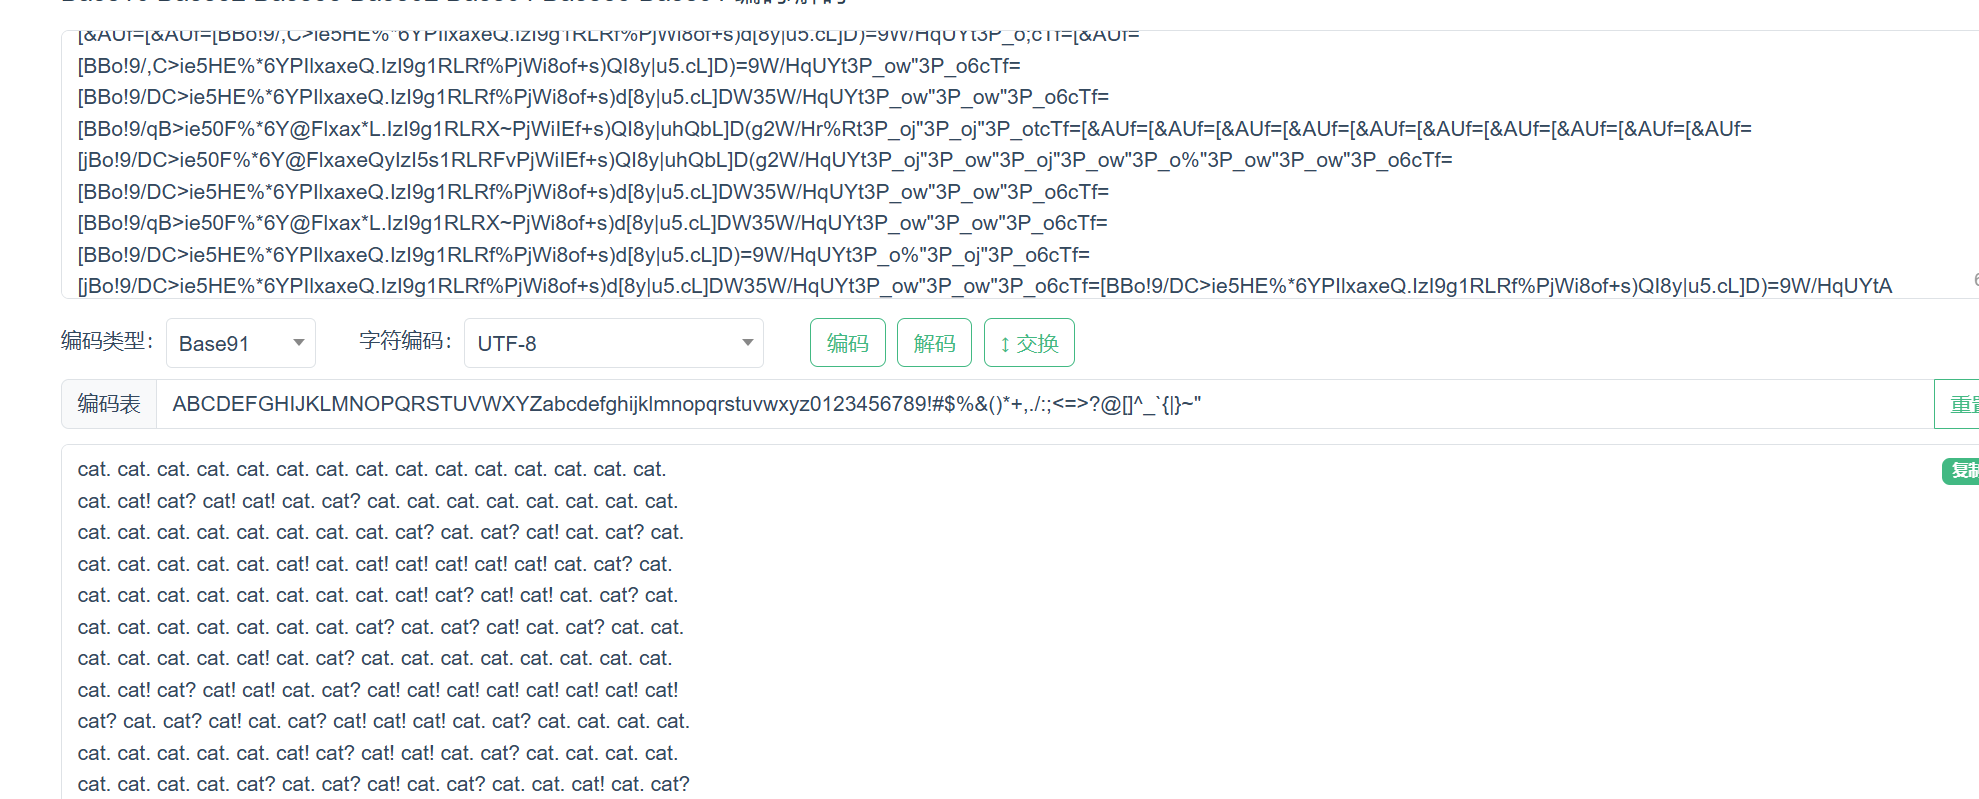 [&AUf=[&AUf=[BBo!9/,C>ie5HE%*6YPIlxaxeQ.IzI9g1RLRf%PjWi8of+s)d[8y|u5.cL]D)=9W/HqUYt3P_o;cTf=[&AUf=
[BBo!9/,C>ie5HE%*6YPIlxaxeQ.IzI9g1RLRf%PjWi8of+s)QI8y|u5.cL]D)=9W/HqUYt3P_ow"3P_o6cTf=
[BBo!9/DC>ie5HE%*6YPIlxaxeQ.IzI9g1RLRf%PjWi8of+s)d[8y|u5.cL]DW35W/HqUYt3P_ow"3P_ow"3P_o6cTf=
[BBo!9/qB>ie50F%*6Y@Flxax*L.IzI9g1RLRX~PjWiIEf+s)QI8y|uhQbL]D(g2W/Hr%Rt3P_oj"3P_oj"3P_otcTf=[&AUf=[&AUf=[&AUf=[&AUf=[&AUf=[&AUf=[&AUf=[&AUf=[&AUf=[&AUf=
[jBo!9/DC>ie50F%*6Y@FlxaxeQyIzI5s1RLRFvPjWiIEf+s)QI8y|uhQbL]D(g2W/HqUYt3P_oj"3P_ow"3P_oj"3P_ow"3P_o%"3P_ow"3P_ow"3P_o6cTf=
[BBo!9/DC>ie5HE%*6YPIlxaxeQ.IzI9g1RLRf%PjWi8of+s)d[8y|u5.cL]DW35W/HqUYt3P_ow"3P_ow"3P_o6cTf=
[BBo!9/qB>ie50F%*6Y@Flxax*L.IzI9g1RLRX~PjWi8of+s)d[8y|u5.cL]DW35W/HqUYt3P_ow"3P_ow"3P_o6cTf=
[BBo!9/DC>ie5HE%*6YPIlxaxeQ.IzI9g1RLRf%PjWi8of+s)d[8y|u5.cL]D)=9W/HqUYt3P_o%"3P_oj"3P_o6cTf=
[jBo!9/DC>ie5HE%*6YPIlxaxeQ.IzI9g1RLRf%PjWi8of+s)d[8y|u5.cL]DW35W/HqUYt3P_ow"3P_ow"3P_o6cTf=[BBo!9/DC>ie5HE%*6YPIlxaxeQ.IzI9g1RLRf%PjWi8of+s)QI8y|u5.cL]D)=9W/HqUYtA
编码类型： Base91 字符编码： UTF-8 编码 解码 ↕ 交换
编码表 ABCDEFGHIJKLMNOPQRSTUVWXYZabcdefghijklmnopqrstuvwxyz0123456789!#$%&()*+,./:;<=>?@[]^_`{|}~" 重置
复制
cat. cat. cat. cat. cat. cat. cat. cat. cat. cat. cat. cat. cat. cat. cat.
cat. cat! cat? cat! cat! cat. cat? cat. cat. cat. cat. cat. cat. cat. cat.
cat. cat. cat. cat. cat. cat. cat. cat. cat? cat. cat? cat! cat. cat? cat.
cat. cat. cat. cat. cat. cat! cat. cat! cat! cat! cat! cat! cat. cat? cat.
cat. cat. cat. cat. cat. cat. cat. cat. cat! cat? cat! cat! cat. cat? cat.
cat. cat. cat. cat. cat. cat. cat. cat? cat. cat? cat! cat. cat? cat. cat.
cat. cat. cat. cat. cat! cat. cat? cat. cat. cat. cat. cat. cat. cat. cat.
cat. cat! cat? cat! cat! cat. cat? cat! cat! cat! cat! cat! cat! cat! cat!
cat? cat. cat? cat! cat. cat? cat! cat! cat! cat. cat? cat. cat. cat. cat.
cat. cat. cat. cat. cat. cat! cat? cat! cat! cat. cat? cat. cat. cat. cat.
cat. cat. cat. cat. cat? cat. cat? cat! cat. cat? cat. cat. cat! cat. cat?